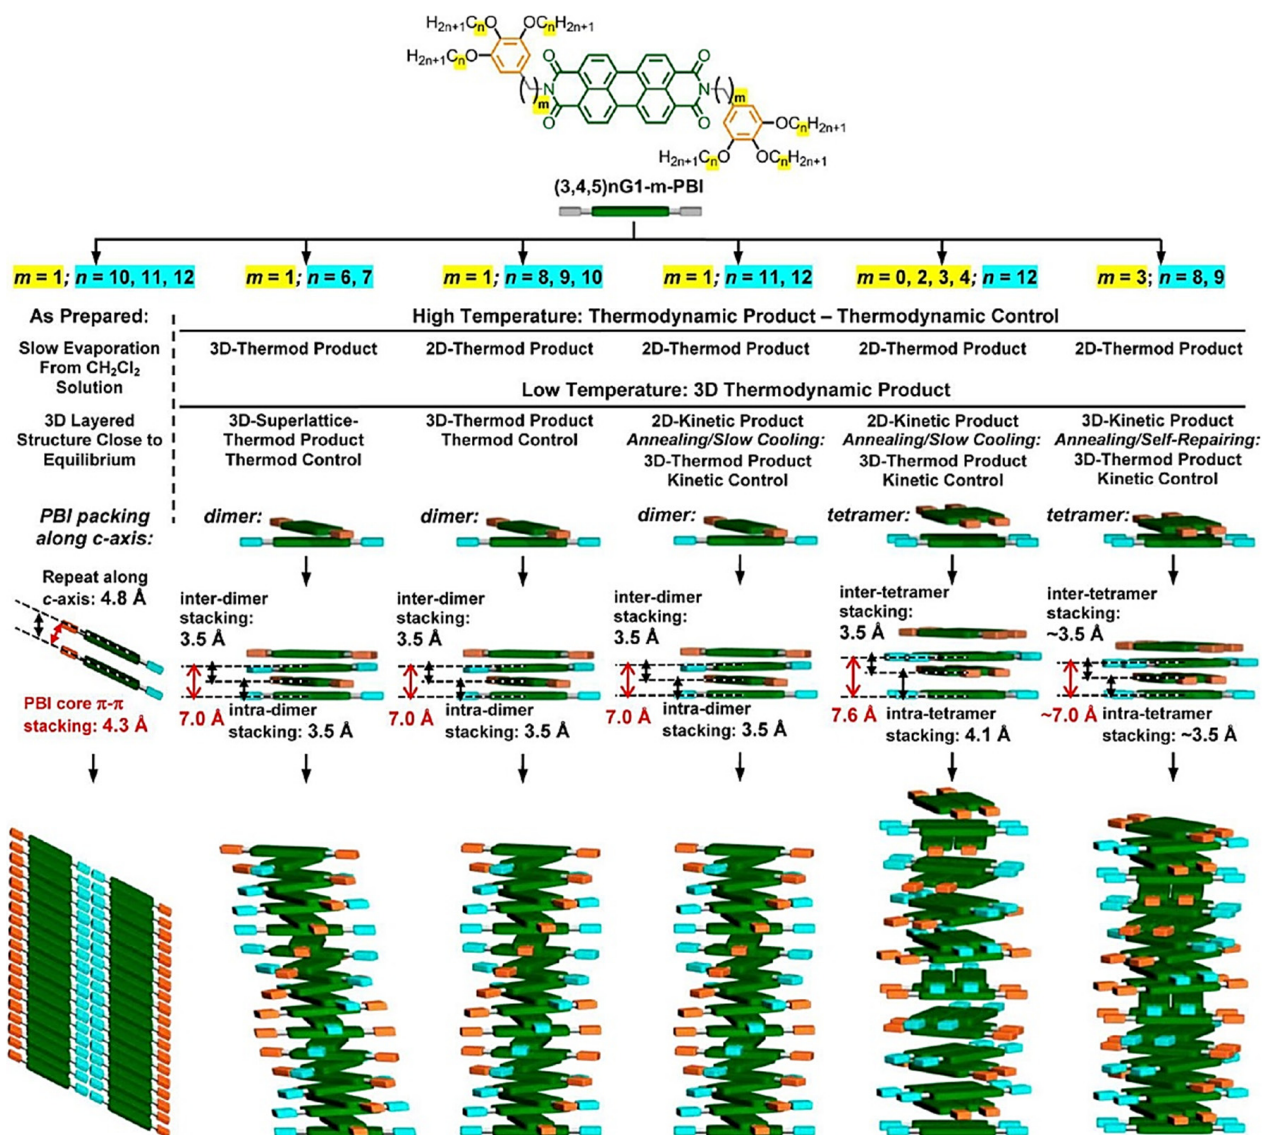 H2n+1CnO OCnH2n+1
H2n+1CnO
O O
N N
( )m ( )m
O O
OCnH2n+1
H2n+1CnO OCnH2n+1
(3,4,5)nG1-m-PBI
m = 1; n = 10, 11, 12
m = 1; n = 6, 7
m = 1; n = 8, 9, 10
m = 1; n = 11, 12
m = 0, 2, 3, 4; n = 12
m = 3; n = 8, 9
As Prepared:
Slow Evaporation
From CH2Cl2
Solution
3D Layered
Structure Close to
Equilibrium
High Temperature: Thermodynamic Product – Thermodynamic Control
3D-Thermod Product
2D-Thermod Product
2D-Thermod Product
2D-Thermod Product
2D-Thermod Product
Low Temperature: 3D Thermodynamic Product
3D-Superlattice-
Thermod Product
Thermod Control
3D-Thermod Product
Thermod Control
2D-Kinetic Product
Annealing/Slow Cooling:
3D-Thermod Product
Kinetic Control
2D-Kinetic Product
Annealing/Slow Cooling:
3D-Thermod Product
Kinetic Control
3D-Kinetic Product
Annealing/Self-Repairing:
3D-Thermod Product
Kinetic Control
PBI packing
along c-axis:
dimer:
dimer:
dimer:
tetramer:
tetramer:
Repeat along
c-axis: 4.8 Å
PBI core π-π
stacking: 4.3 Å
inter-dimer
stacking:
3.5 Å
7.0 Å
intra-dimer
stacking: 3.5 Å
inter-dimer
stacking:
3.5 Å
7.0 Å
intra-dimer
stacking: 3.5 Å
inter-dimer
stacking:
3.5 Å
7.0 Å
intra-dimer
stacking: 3.5 Å
inter-tetramer
stacking:
3.5 Å
7.6 Å
intra-tetramer
stacking: 4.1 Å
inter-tetramer
stacking:
~3.5 Å
~7.0 Å
intra-tetramer
stacking: ~3.5 Å